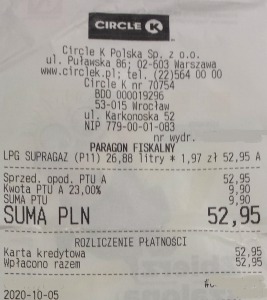 CIRCLE K
Circle K Polska Sp. z o.o.
ul. Puławska 86; 02-603 Warszawa
www.circlek.pl; tel. (22)564 00 00
Circle K nr 70754
BDO 000019296
53-015 Wrocław
ul. Karkonoska 52
NIP 779-00-01-083
nr wydr.
PARAGON FISKALNY
LPG SUPRAGAZ (P11) 26,88 litry * 1,97 zł 52,95 A
Sprzed. opod. PTU A 52,95
Kwota PTU A 23,00% 9,90
SUMA PTU 9,90
SUMA PLN 52,95
ROZLICZENIE PŁATNOŚCI
Karta kredytowa 52,95
Wpłacono razem 52,95
2020-10-05